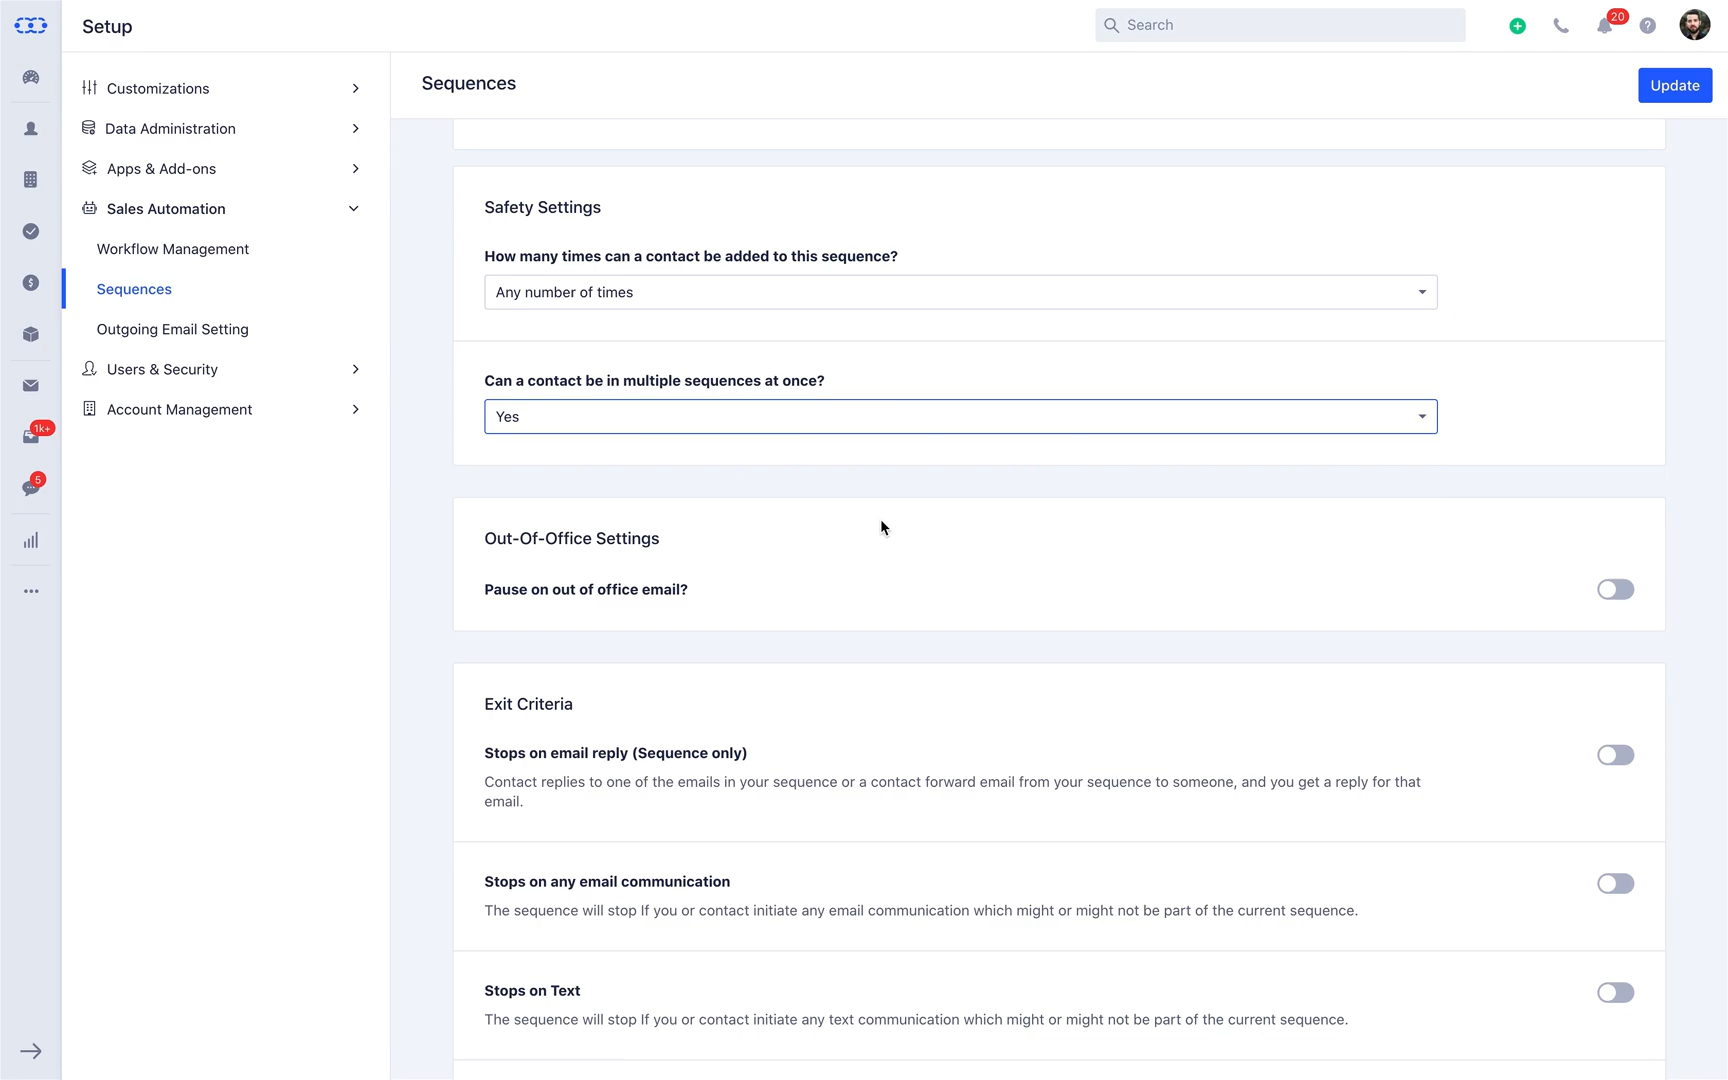 Setup
Search
20
Customizations
Data Administration
Apps & Add-ons
Sales Automation
Workflow Management
Sequences
Outgoing Email Setting
Users & Security
Account Management
1k+
5
Sequences
Update
Safety Settings
How many times can a contact be added to this sequence?
Any number of times
Can a contact be in multiple sequences at once?
Yes
Out-Of-Office Settings
Pause on out of office email?
Exit Criteria
Stops on email reply (Sequence only)
Contact replies to one of the emails in your sequence or a contact forward email from your sequence to someone, and you get a reply for that
email.
Stops on any email communication
The sequence will stop If you or contact initiate any email communication which might or might not be part of the current sequence.
Stops on Text
The sequence will stop If you or contact initiate any text communication which might or might not be part of the current sequence.